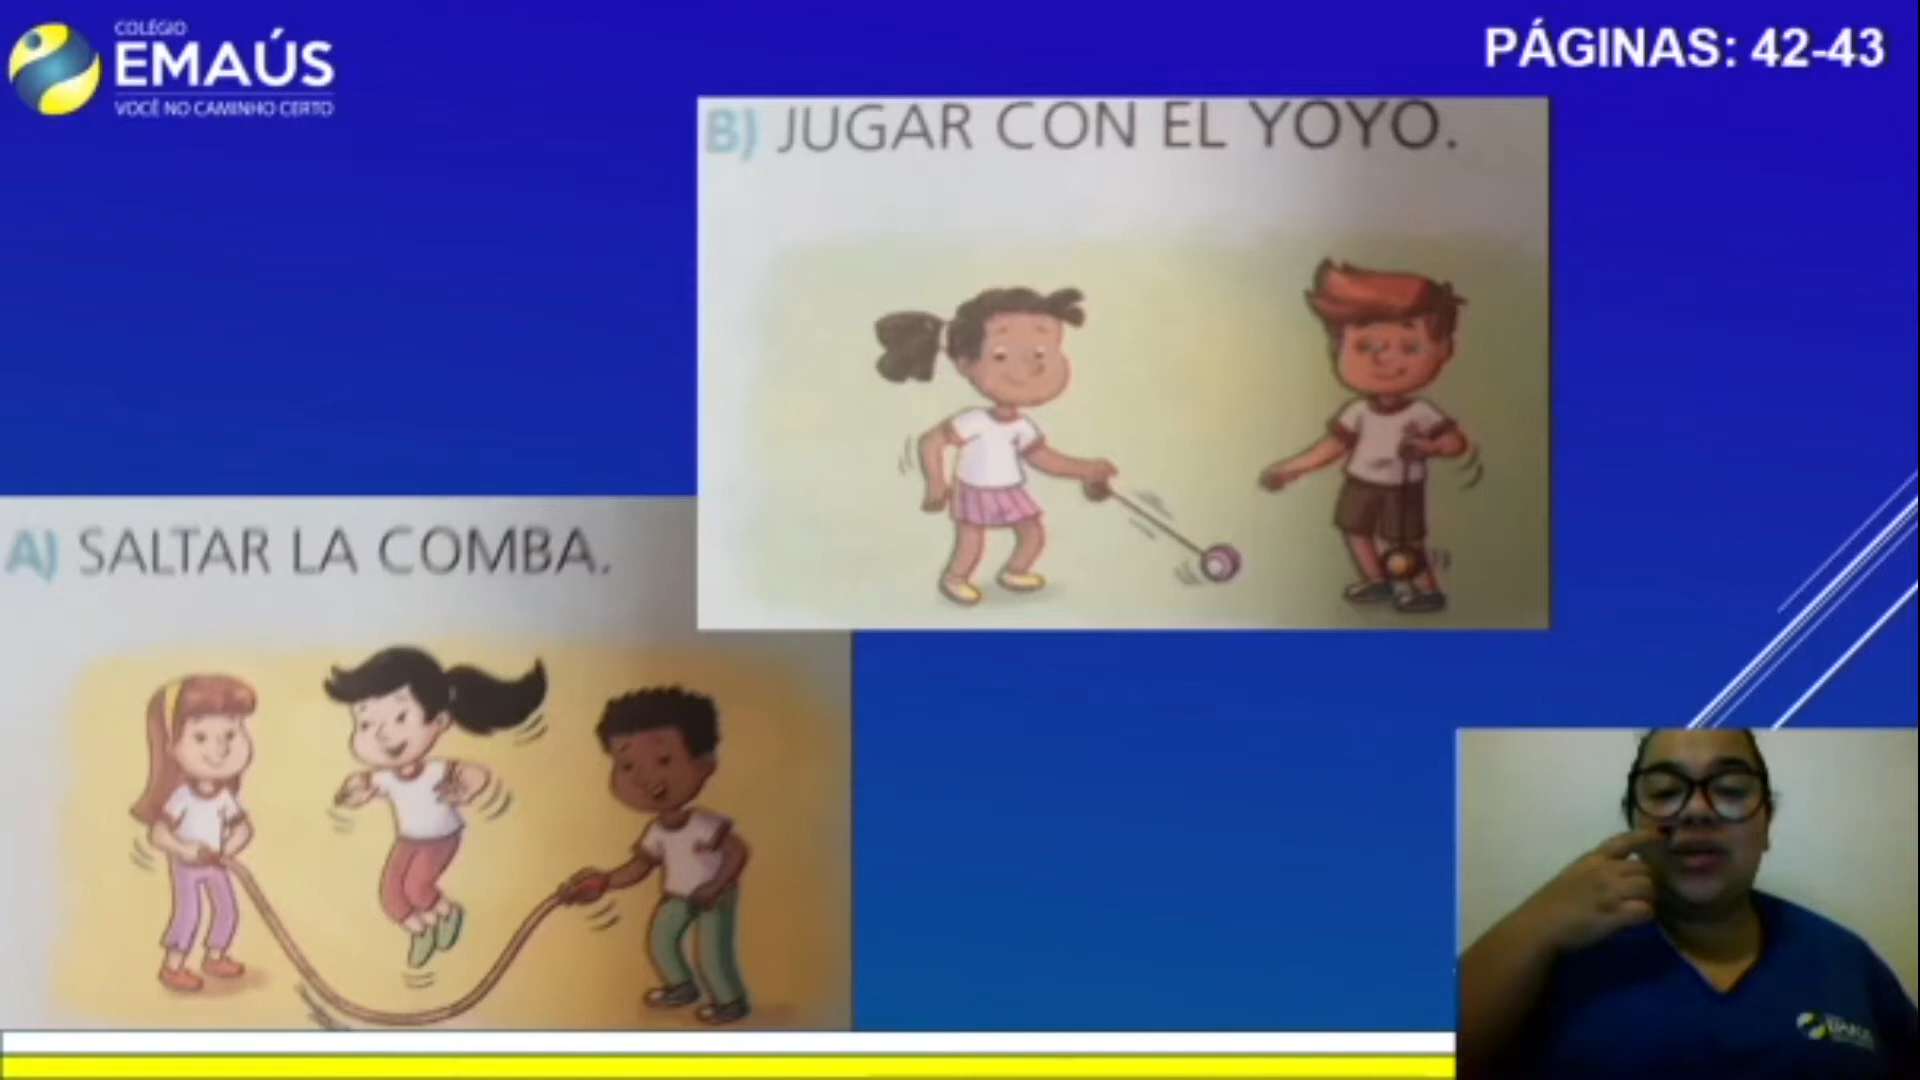 COLÉGIO
EMAÚS
VOCÊ NO CAMINHO CERTO
PÁGINAS: 42-43
B) JUGAR CON EL YOYO.
A) SALTAR LA COMBA.